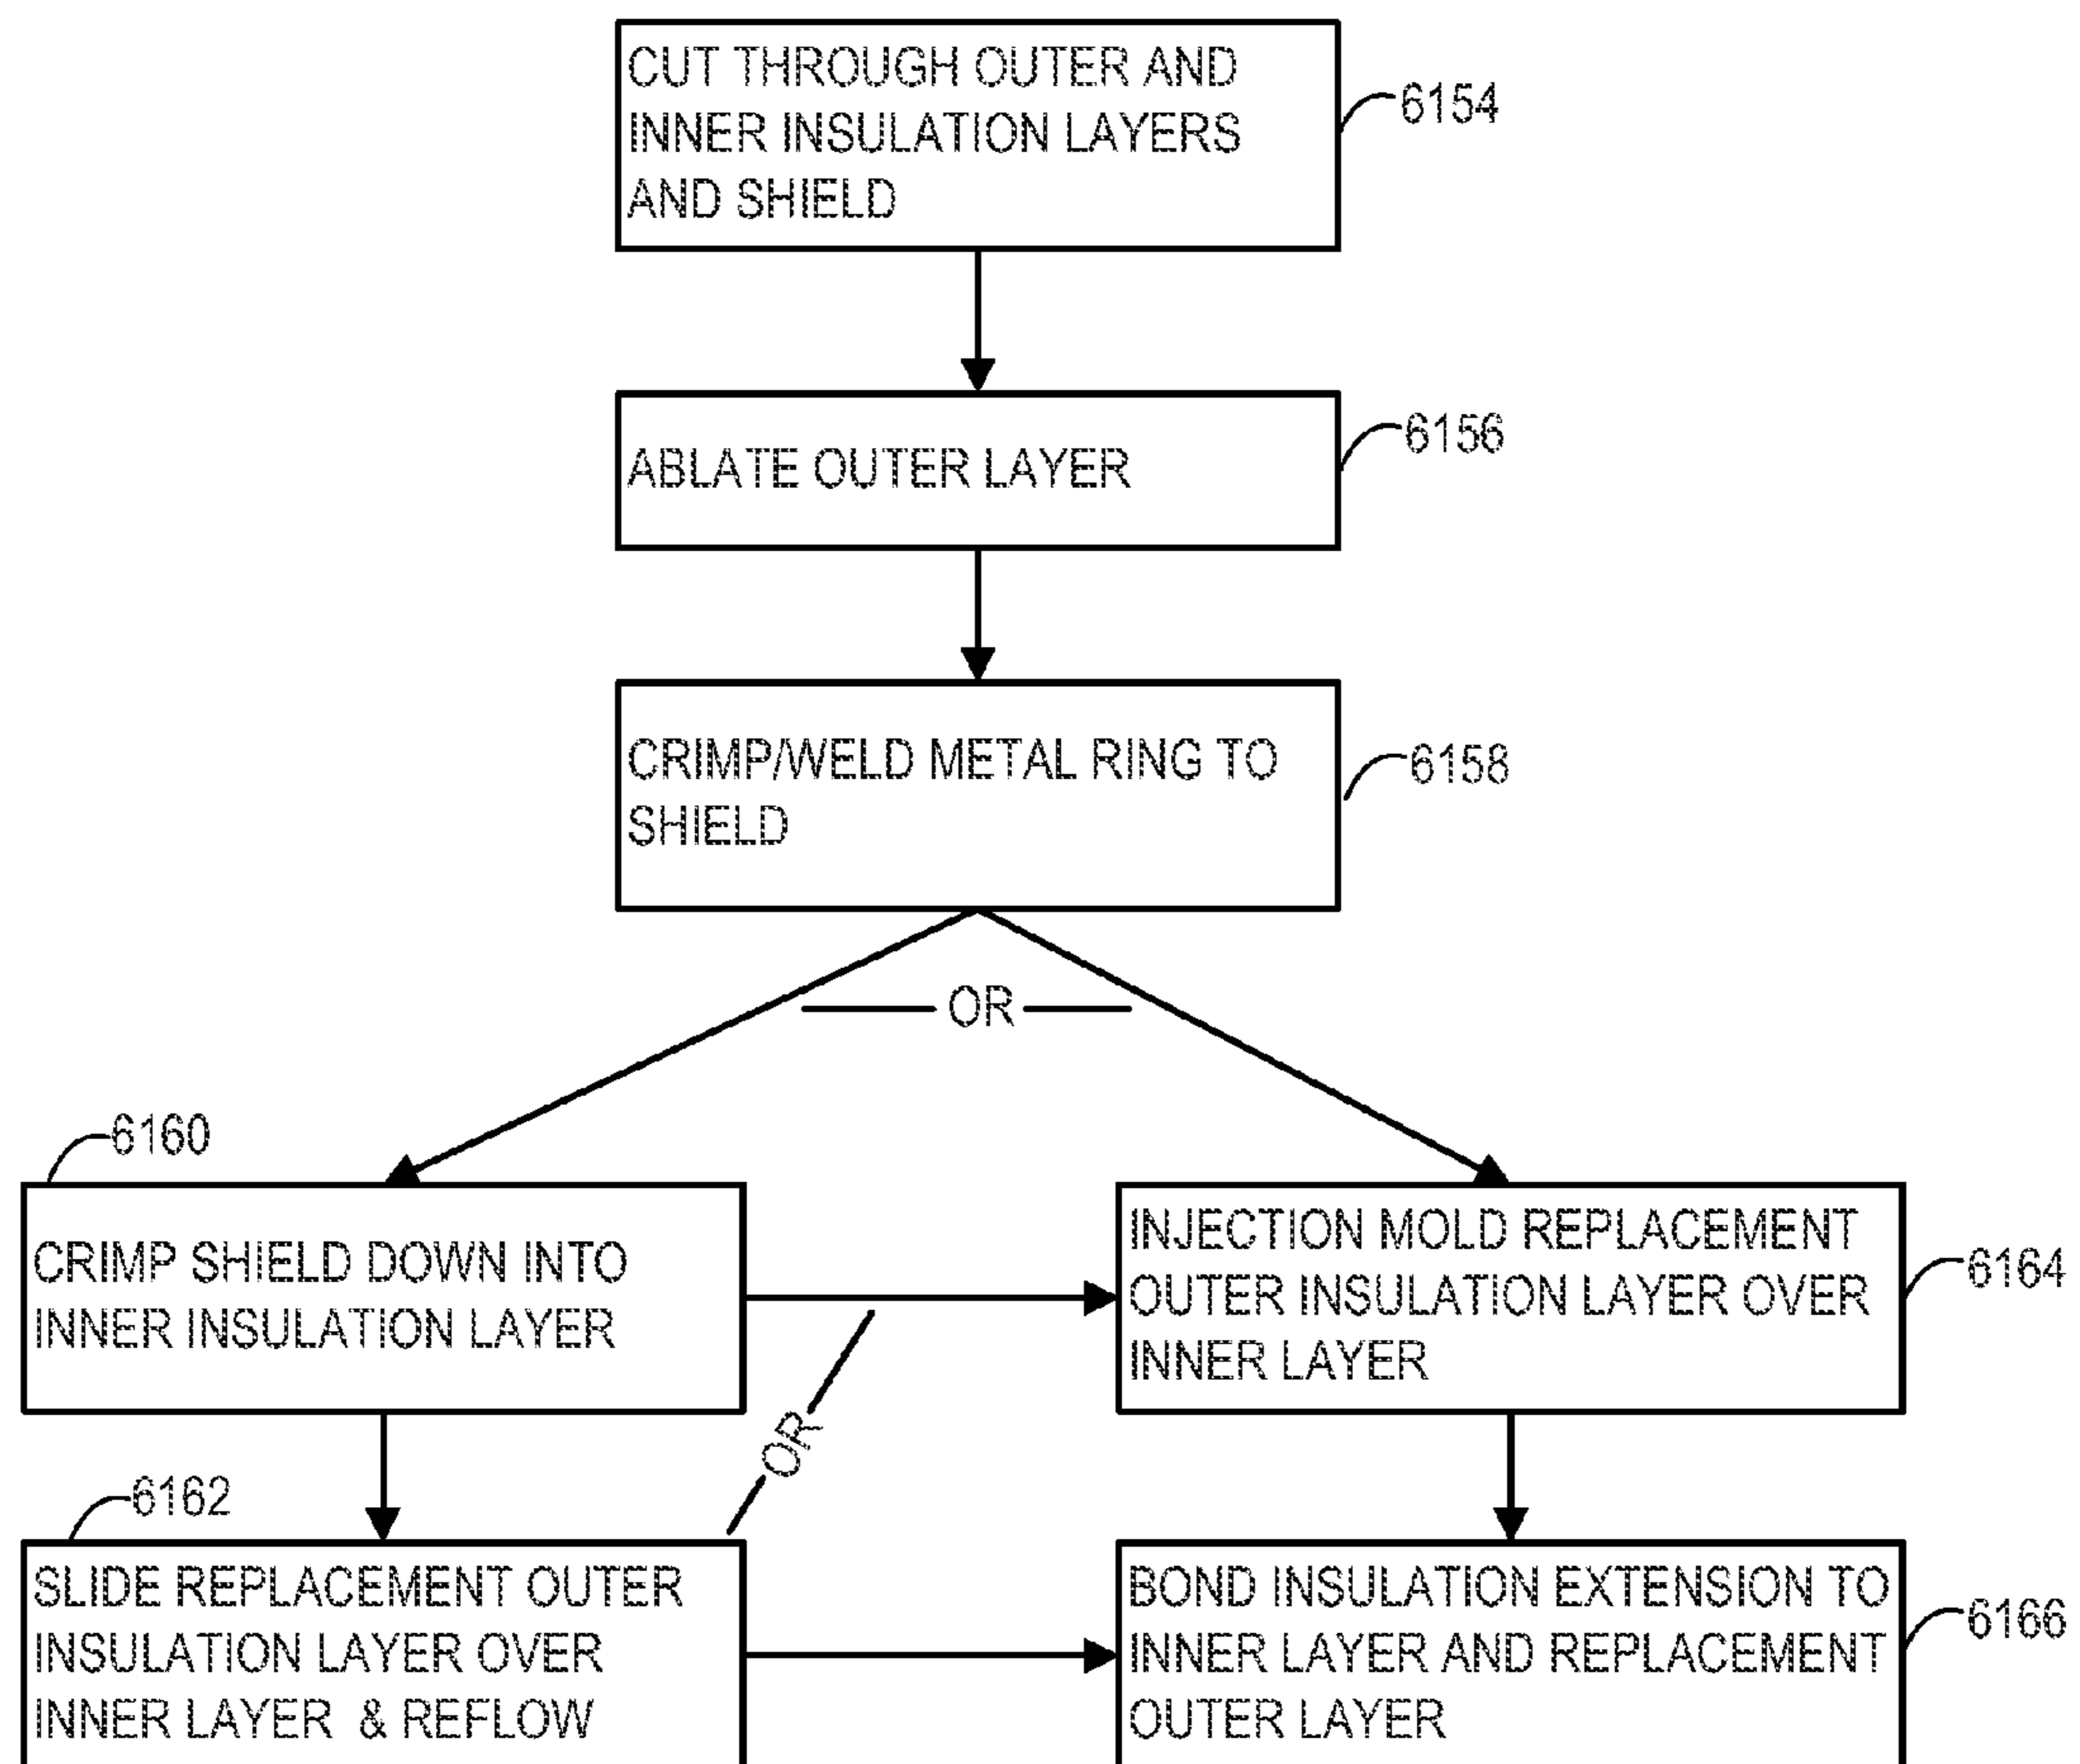 CUT THROUGH OUTER AND
INNER INSULATION LAYERS
AND SHIELD
6154
ABLATE OUTER LAYER
6156
CRIMP/WELD METAL RING TO
SHIELD
6158
OR
6160
CRIMP SHIELD DOWN INTO
INNER INSULATION LAYER
INJECTION MOLD REPLACEMENT
OUTER INSULATION LAYER OVER
INNER LAYER
6164
OR
6162
SLIDE REPLACEMENT OUTER
INSULATION LAYER OVER
INNER LAYER & REFLOW
BOND INSULATION EXTENSION TO
INNER LAYER AND REPLACEMENT
OUTER LAYER
6166